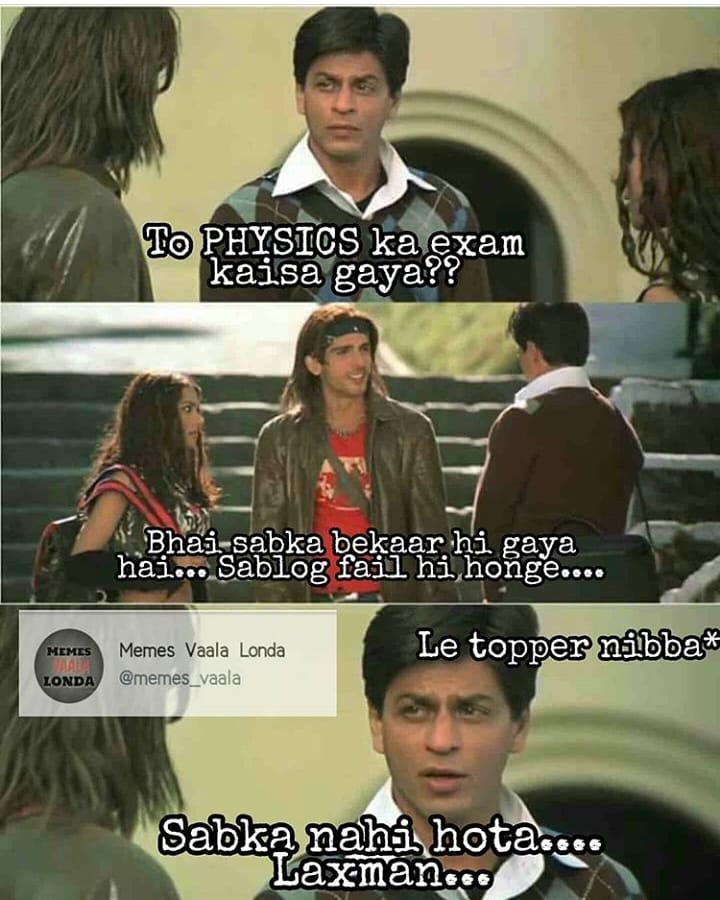 To PHYSICS ka exam
kaisa gaya??
Bhai sabka bekaar hi gaya
hai... Sablog fail hi honge....
MEMES
VAALA
LONDA
Memes Vaala Londa
@memes_vaala
Le topper nibba*
Sabka nahi hota....
Laxman...